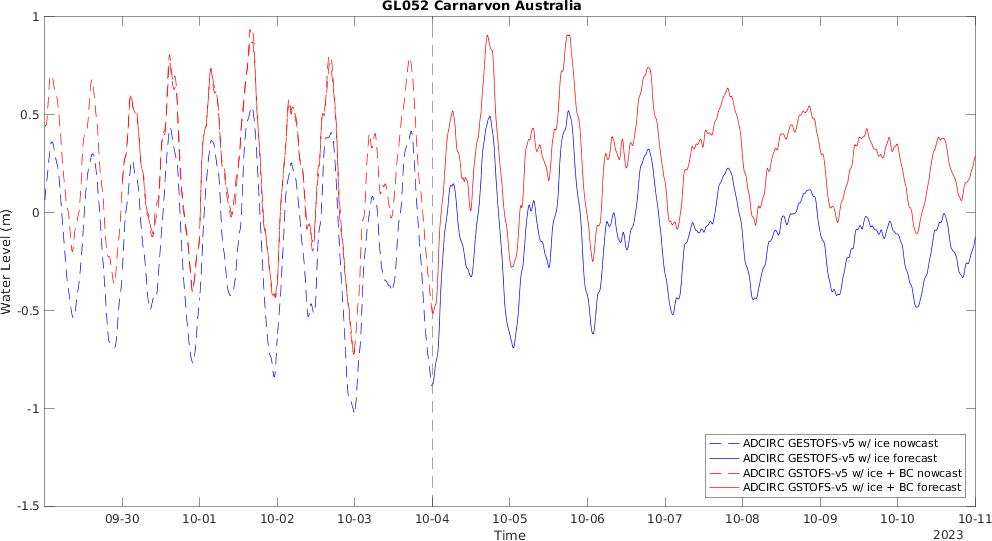 GL052 Carnarvon Australia
1
0.5
0
-0.5
-1
-1.5
Water Level (m)
09-30 10-01 10-02 10-03 10-04 10-05 10-06 10-07 10-08 10-09 10-10 10-11
Time
2023
ADCIRC GESTOFS-v5 w/ ice nowcast
ADCIRC GESTOFS-v5 w/ ice forecast
ADCIRC GSTOFS-v5 w/ ice + BC nowcast
ADCIRC GSTOFS-v5 w/ ice + BC forecast